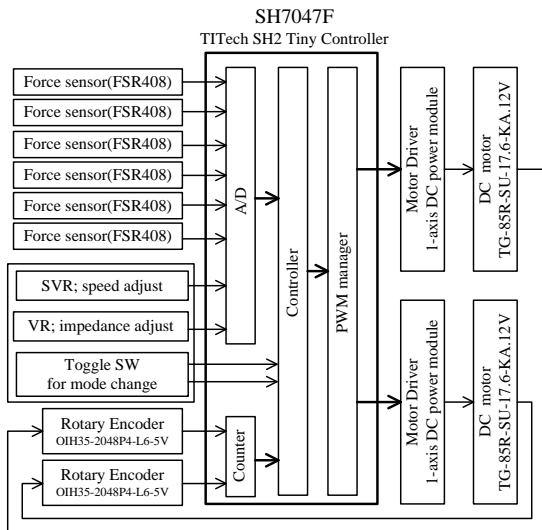 SH7047F
TITech SH2 Tiny Controller
Force sensor(FSR408)
Force sensor(FSR408)
Force sensor(FSR408)
Force sensor(FSR408)
Force sensor(FSR408)
Force sensor(FSR408)
SVR; speed adjust
VR; impedance adjust
Toggle SW
for mode change
Rotary Encoder
OIH35-2048P4-L6-5V
Rotary Encoder
OIH35-2048P4-L6-5V
A/D
Counter
Controller
PWM manager
Motor Driver
1-axis DC power module
DC motor
TG-85R-SU-17.6-KA.12V
Motor Driver
1-axis DC power module
DC motor
TG-85R-SU-17.6-KA.12V